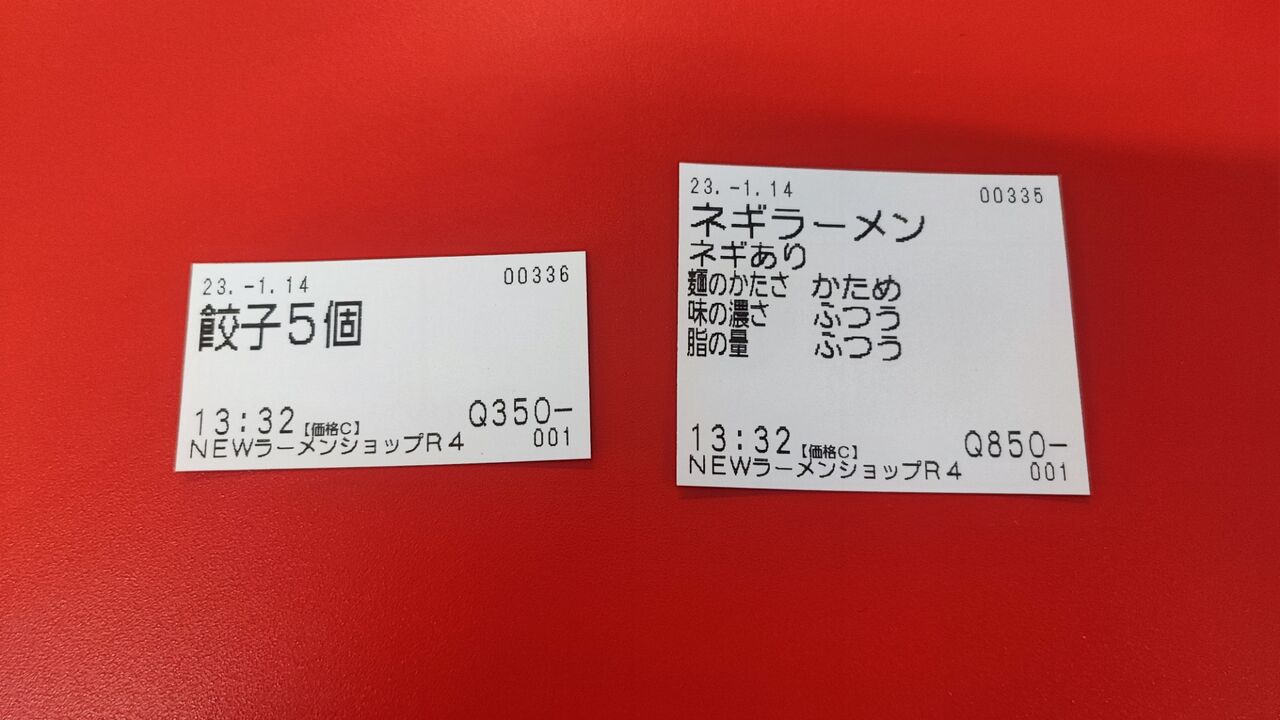 23.-1.14 00336
餃子5個
13:32【価格C】 Q350-
NEWラーメンショップR4 001
23.-1.14 00335
ネギラーメン
ネギあり
麺のかたさ かため
味の濃さ ふつう
脂の量 ふつう
13:32【価格C】 Q850-
NEWラーメンショップR4 001